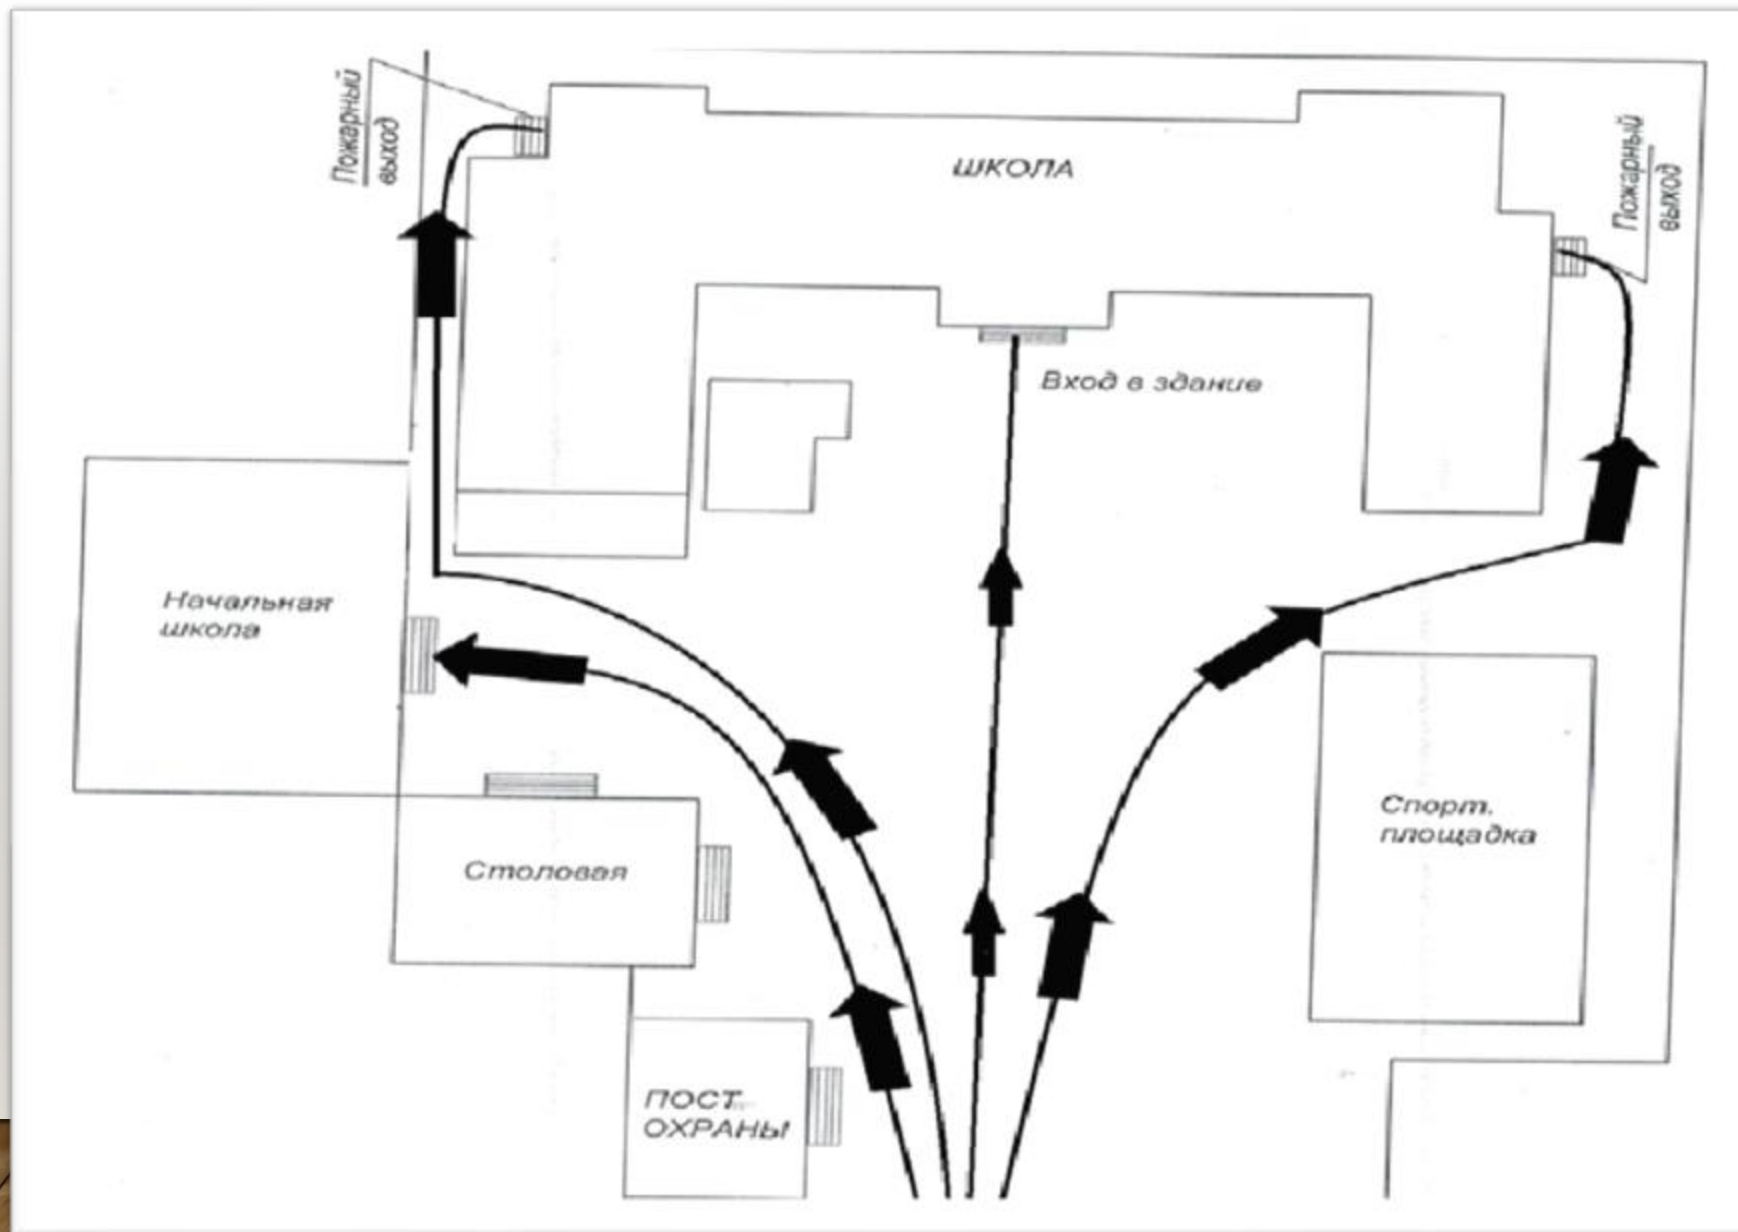 Пожарный
выход
ШКОЛА
Пожарный
выход
Вход в здание
Начальная
школа
Спорт.
площадка
Столовая
ПОСТ
ОХРАНЫ